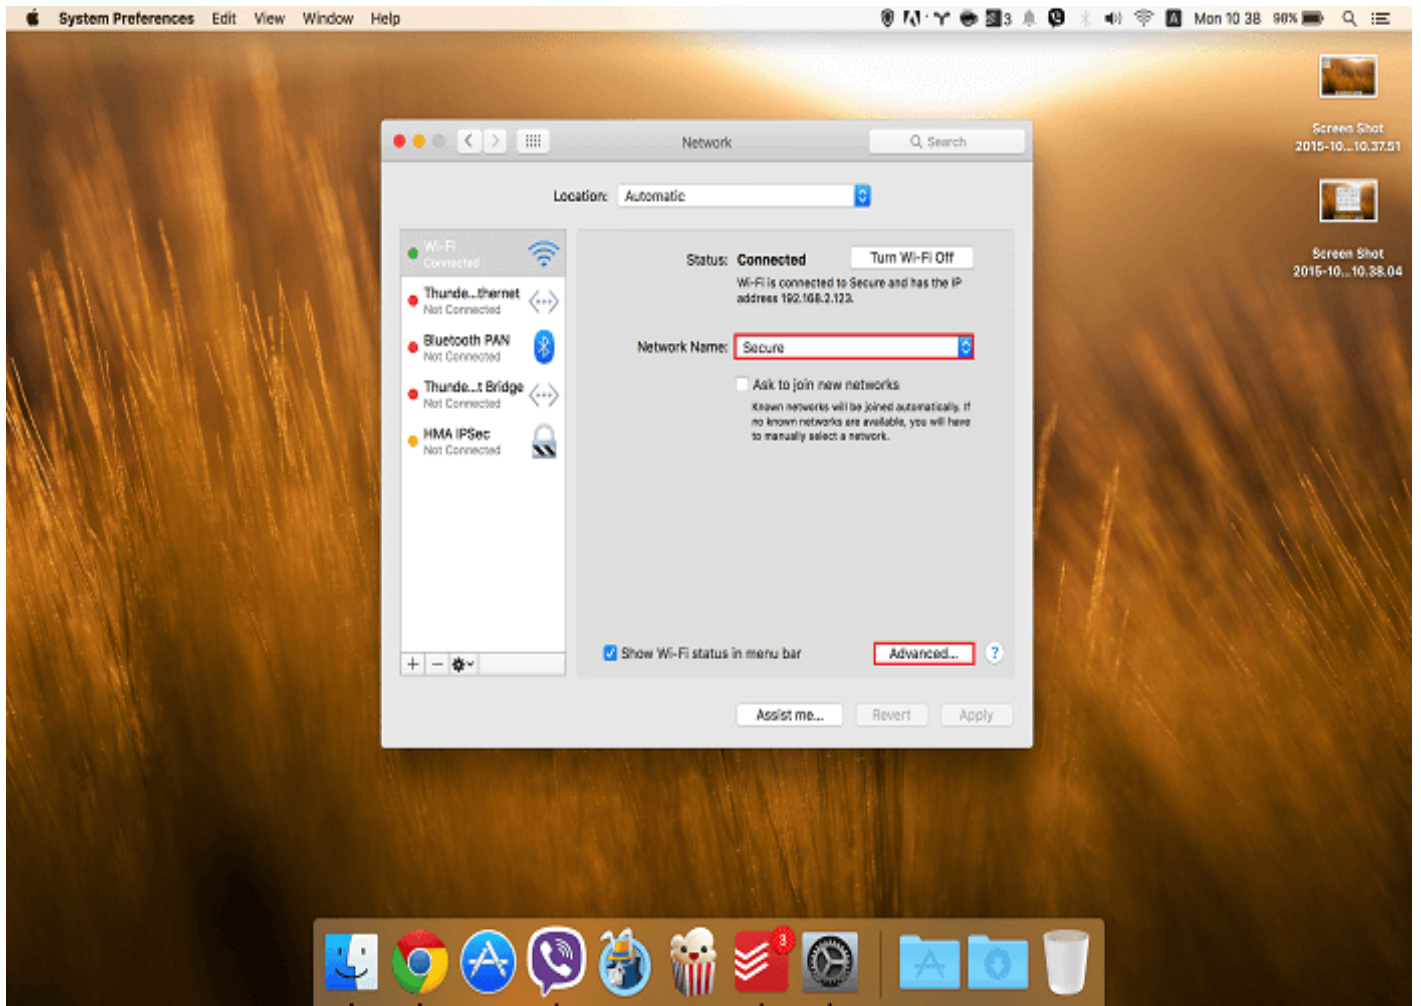 System Preferences Edit View Window Help
3 A Mon 10 38 98%
Screen Shot
2015-10...10.37.51
Screen Shot
2015-10...10.38.04
Network
Search
Location: Automatic
Wi-Fi
Connected
Thunde...thernet
Not Connected
Bluetooth PAN
Not Connected
Thunde...t Bridge
Not Connected
HMA IPSec
Not Connected
Status: Connected
Turn Wi-Fi Off
Wi-Fi is connected to Secure and has the IP
address 192.168.2.123.
Network Name: Secure
Ask to join new networks
Known networks will be joined automatically. If
no known networks are available, you will have
to manually select a network.
Show Wi-Fi status in menu bar
Advanced...
?
Assist me...
Revert
Apply
3